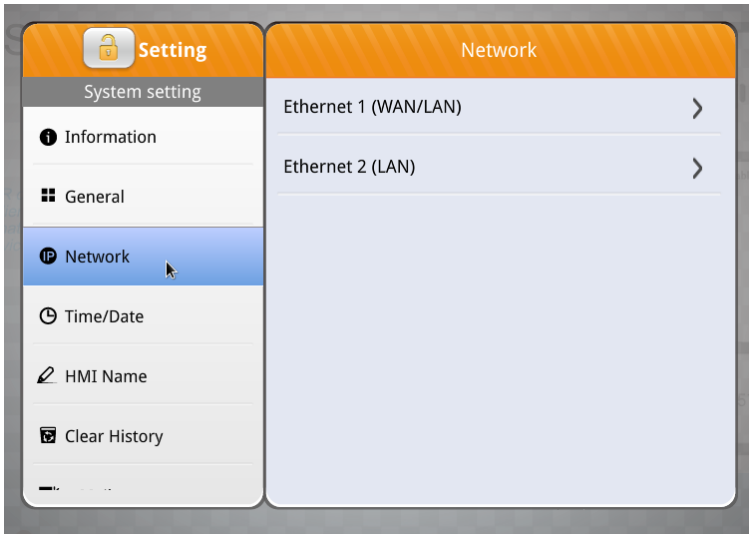 Setting
System setting
Information
General
Network
Time/Date
HMI Name
Clear History
Network
Ethernet 1 (WAN/LAN)
Ethernet 2 (LAN)